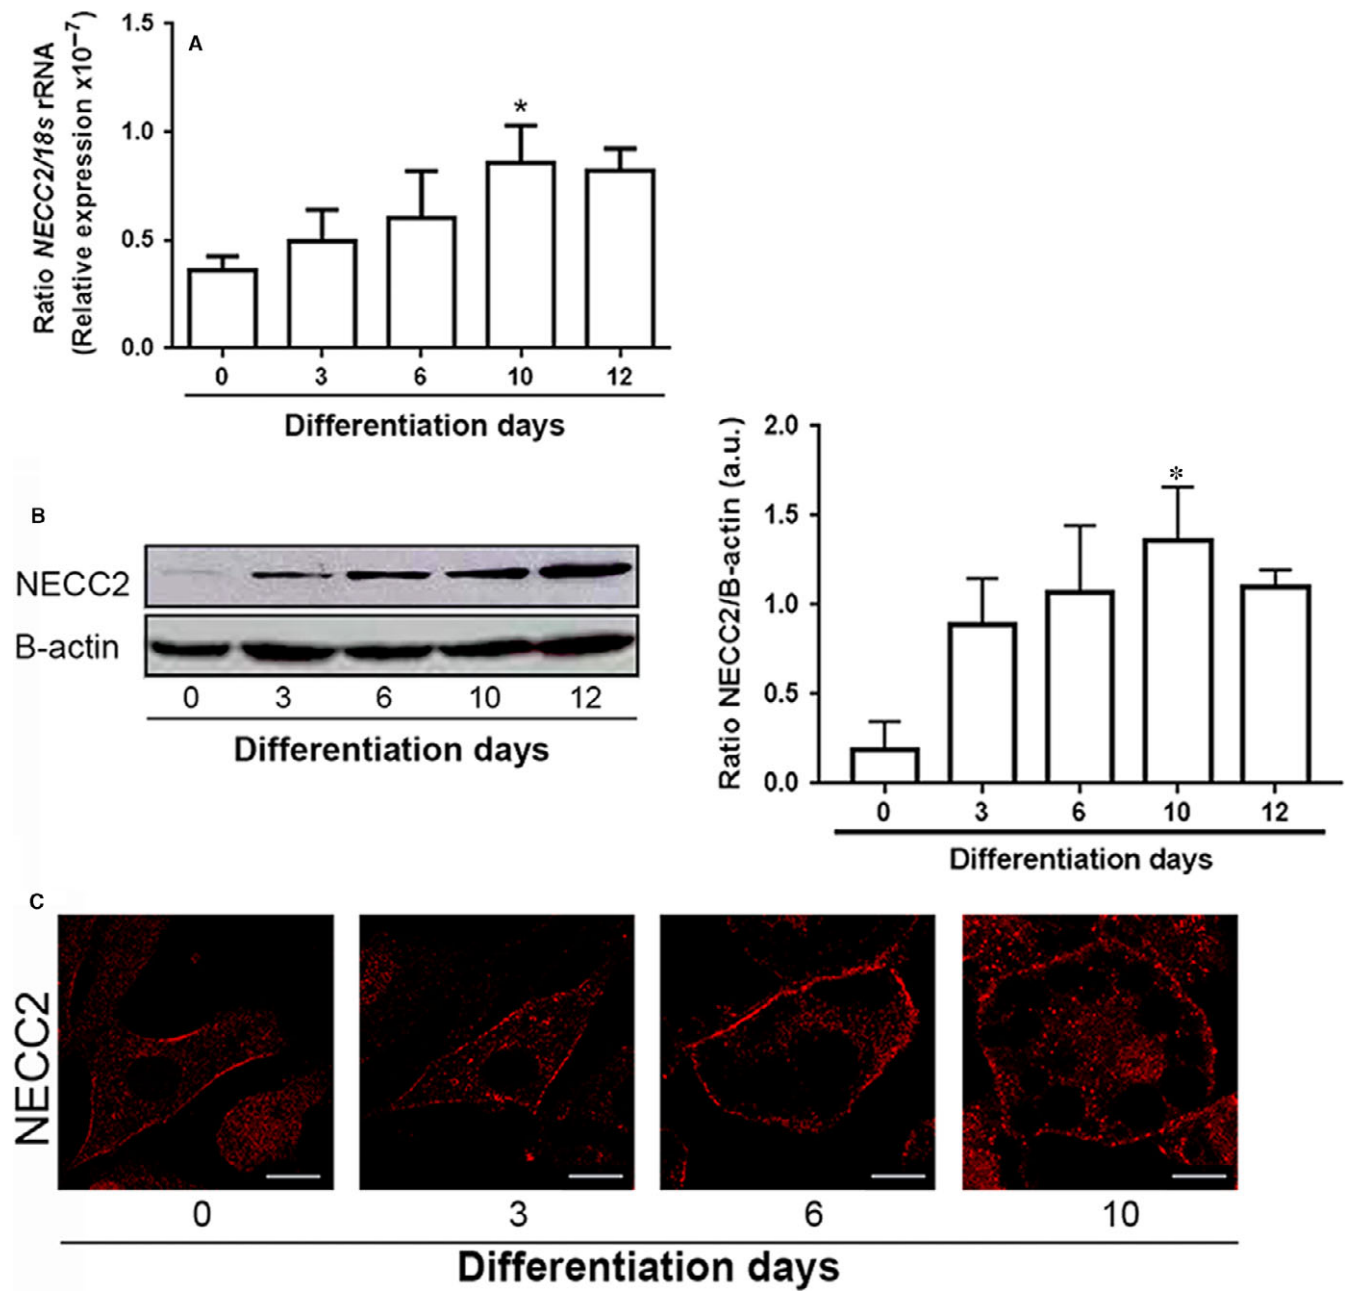 A
Ratio NECC2/18s rRNA
(Relative expression x10⁻⁷)
1.5
1.0
0.5
0.0
*
0 3 6 10 12
Differentiation days
B
NECC2
B-actin
0 3 6 10 12
Differentiation days
Ratio NECC2/B-actin (a.u.)
2.0
1.5
1.0
0.5
0.0
*
0 3 6 10 12
Differentiation days
C
NECC2
0 3 6 10
Differentiation days